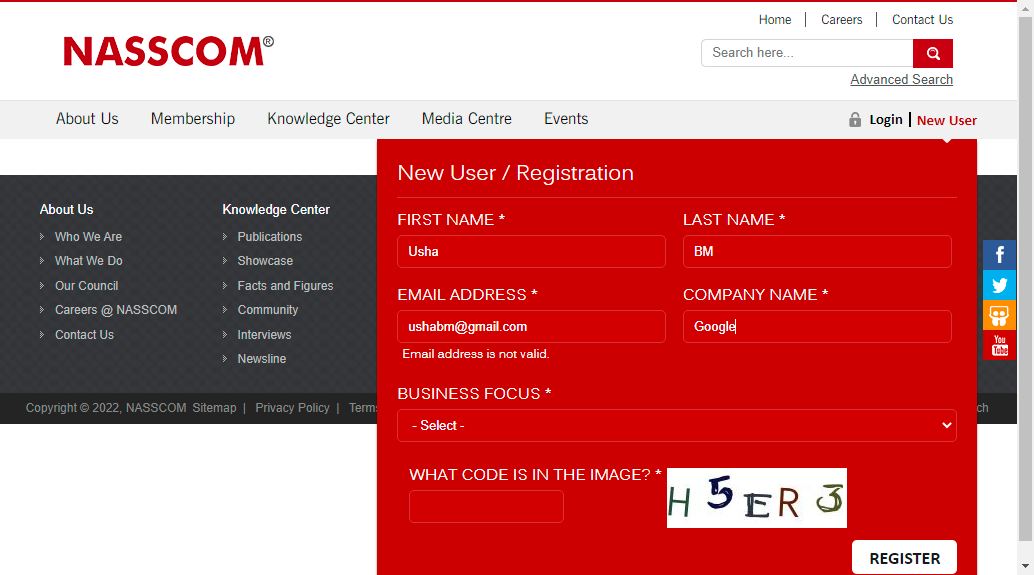 Home | Careers | Contact Us
NASSCOM®
Search here...
Advanced Search
About Us Membership Knowledge Center Media Centre Events Login | New User
New User / Registration
FIRST NAME * LAST NAME *
Usha BM
EMAIL ADDRESS * COMPANY NAME *
ushabm@gmail.com Google
Email address is not valid.
BUSINESS FOCUS *
- Select -
WHAT CODE IS IN THE IMAGE? * H5ER3
REGISTER
About Us Knowledge Center
Who We Are Publications
What We Do Showcase
Our Council Facts and Figures
Careers @ NASSCOM Community
Contact Us Interviews
Newsline
Copyright © 2022, NASSCOM Sitemap | Privacy Policy | Terms
f
You
Tube